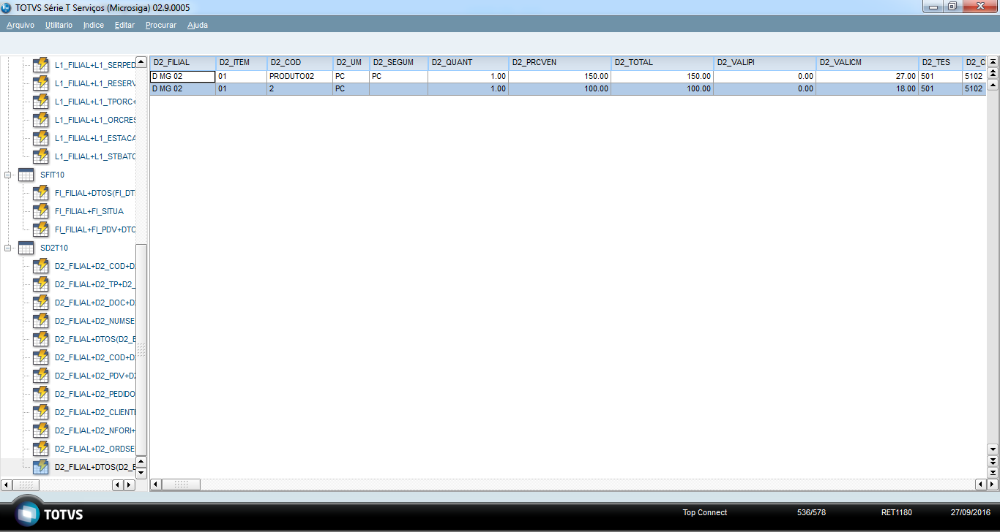 TOTVS Série T Serviços (Microsiga) 02.9.0005
Arquivo Utilitario Indice Editar Procurar Ajuda
L1_FILIAL+L1_SERPED
L1_FILIAL+L1_RESERV
L1_FILIAL+L1_TPORC+
L1_FILIAL+L1_ORCRES
L1_FILIAL+L1_ESTACA
L1_FILIAL+L1_STBATC
SFIT10
FI_FILIAL+DTOS(FI_DT
FI_FILIAL+FI_SITUA
FI_FILIAL+FI_PDV+DTO
SD2T10
D2_FILIAL+D2_COD+D
D2_FILIAL+D2_TP+D2_
D2_FILIAL+D2_DOC+D
D2_FILIAL+D2_NUMSE
D2_FILIAL+DTOS(D2_E
D2_FILIAL+D2_COD+D
D2_FILIAL+D2_PDV+D2
D2_FILIAL+D2_PEDIDO
D2_FILIAL+D2_CLIENTE
D2_FILIAL+D2_NFORI+
D2_FILIAL+D2_ORDSE
D2_FILIAL+DTOS(D2_E
D2_FILIAL D2_ITEM D2_COD D2_UM D2_SEGUM D2_QUANT D2_PRCVEN D2_TOTAL D2_VALIPI D2_VALICM D2_TES D2_C
D MG 02 01 PRODUTO02 PC PC 1.00 150.00 150.00 0.00 27.00 501 5102
D MG 02 01 2 PC 1.00 100.00 100.00 0.00 18.00 501 5102
TOTVS
Top Connect 536/578 RET1180 27/09/2016